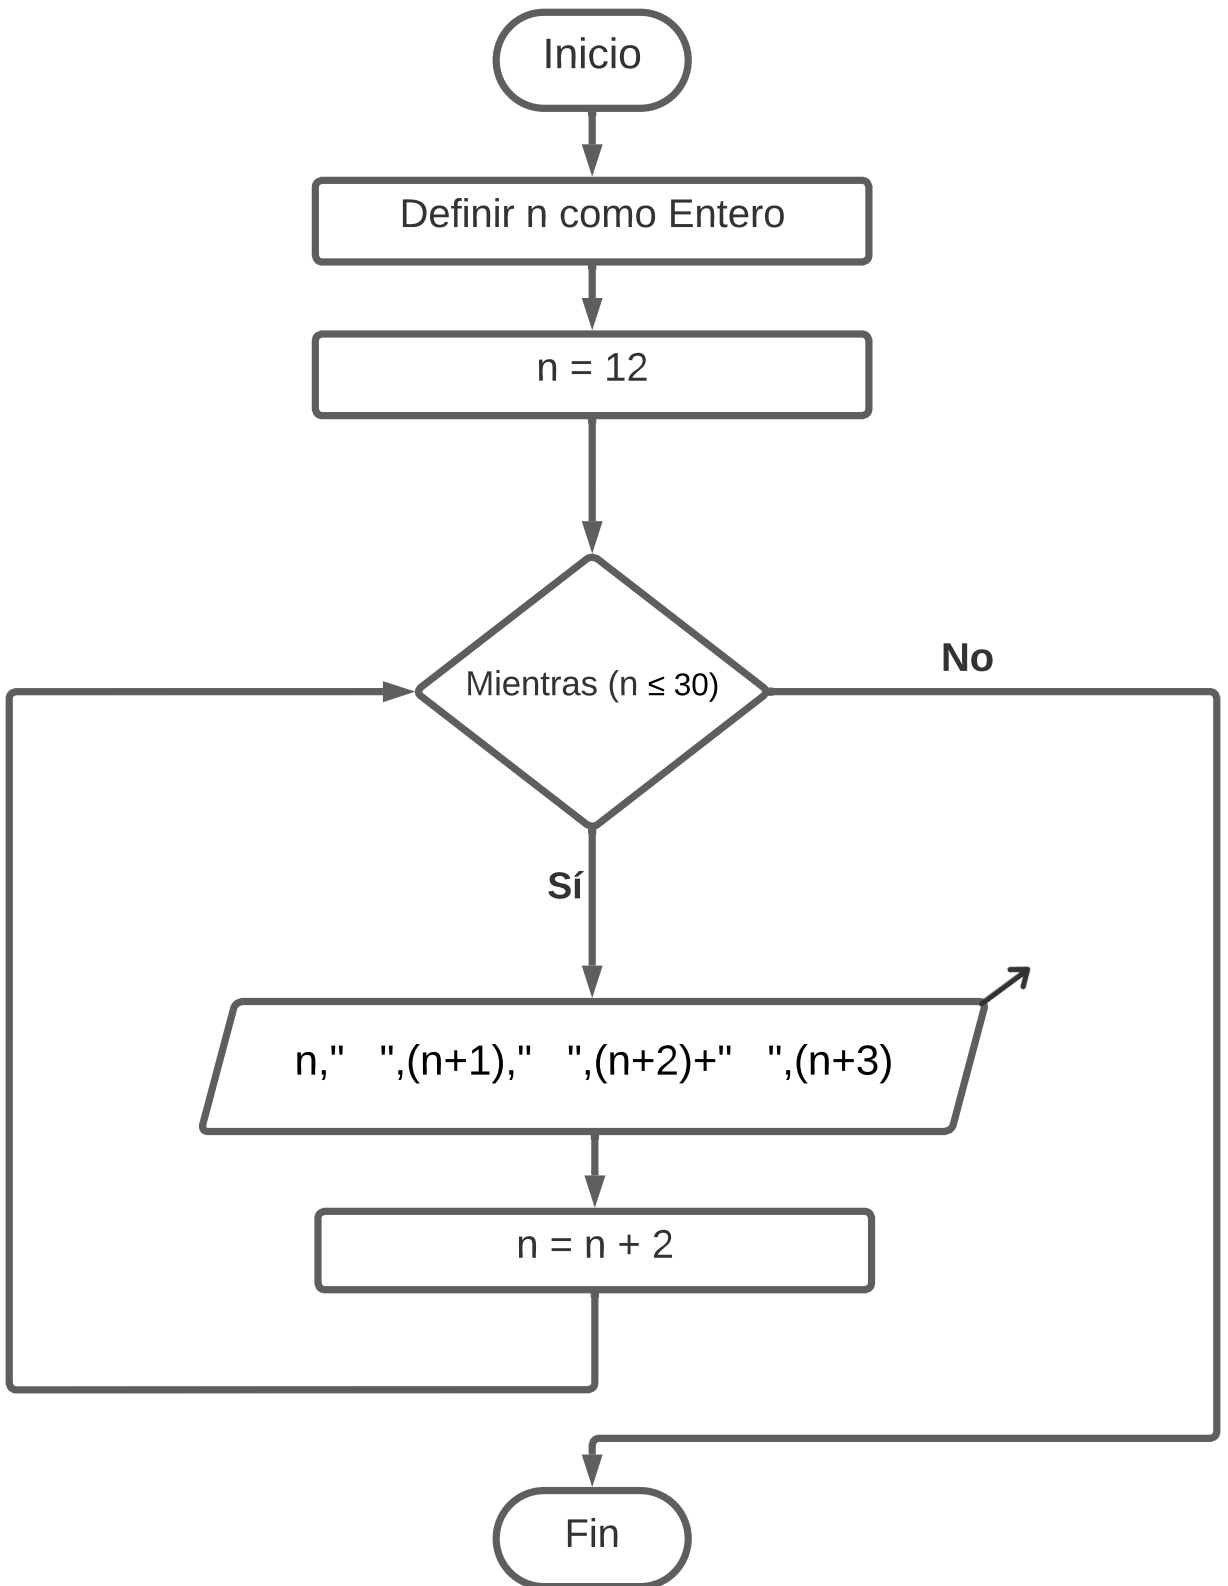 Inicio
Definir n como Entero
n = 12
Mientras (n ≤ 30)
No
Sí
n,"   ",(n+1),"   ",(n+2)+"   ",(n+3)
n = n + 2
Fin